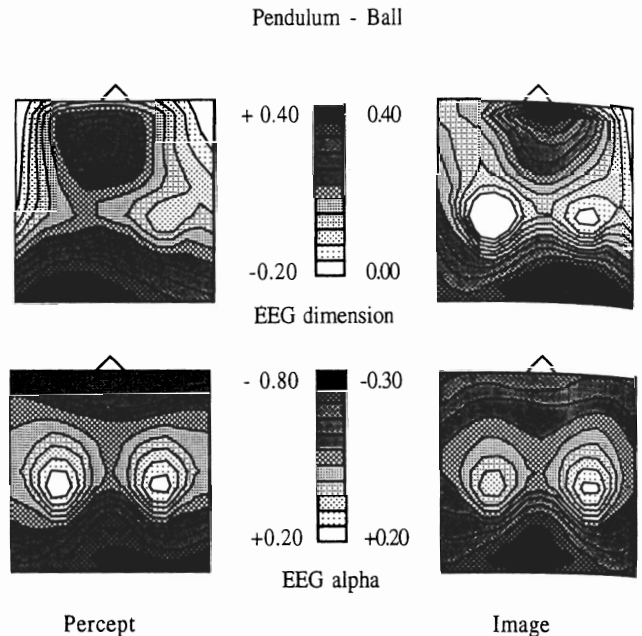 Pendulum - Ball
+ 0.40 0.40
-0.20 0.00
EEG dimension
- 0.80 -0.30
+0.20 +0.20
EEG alpha
Percept Image